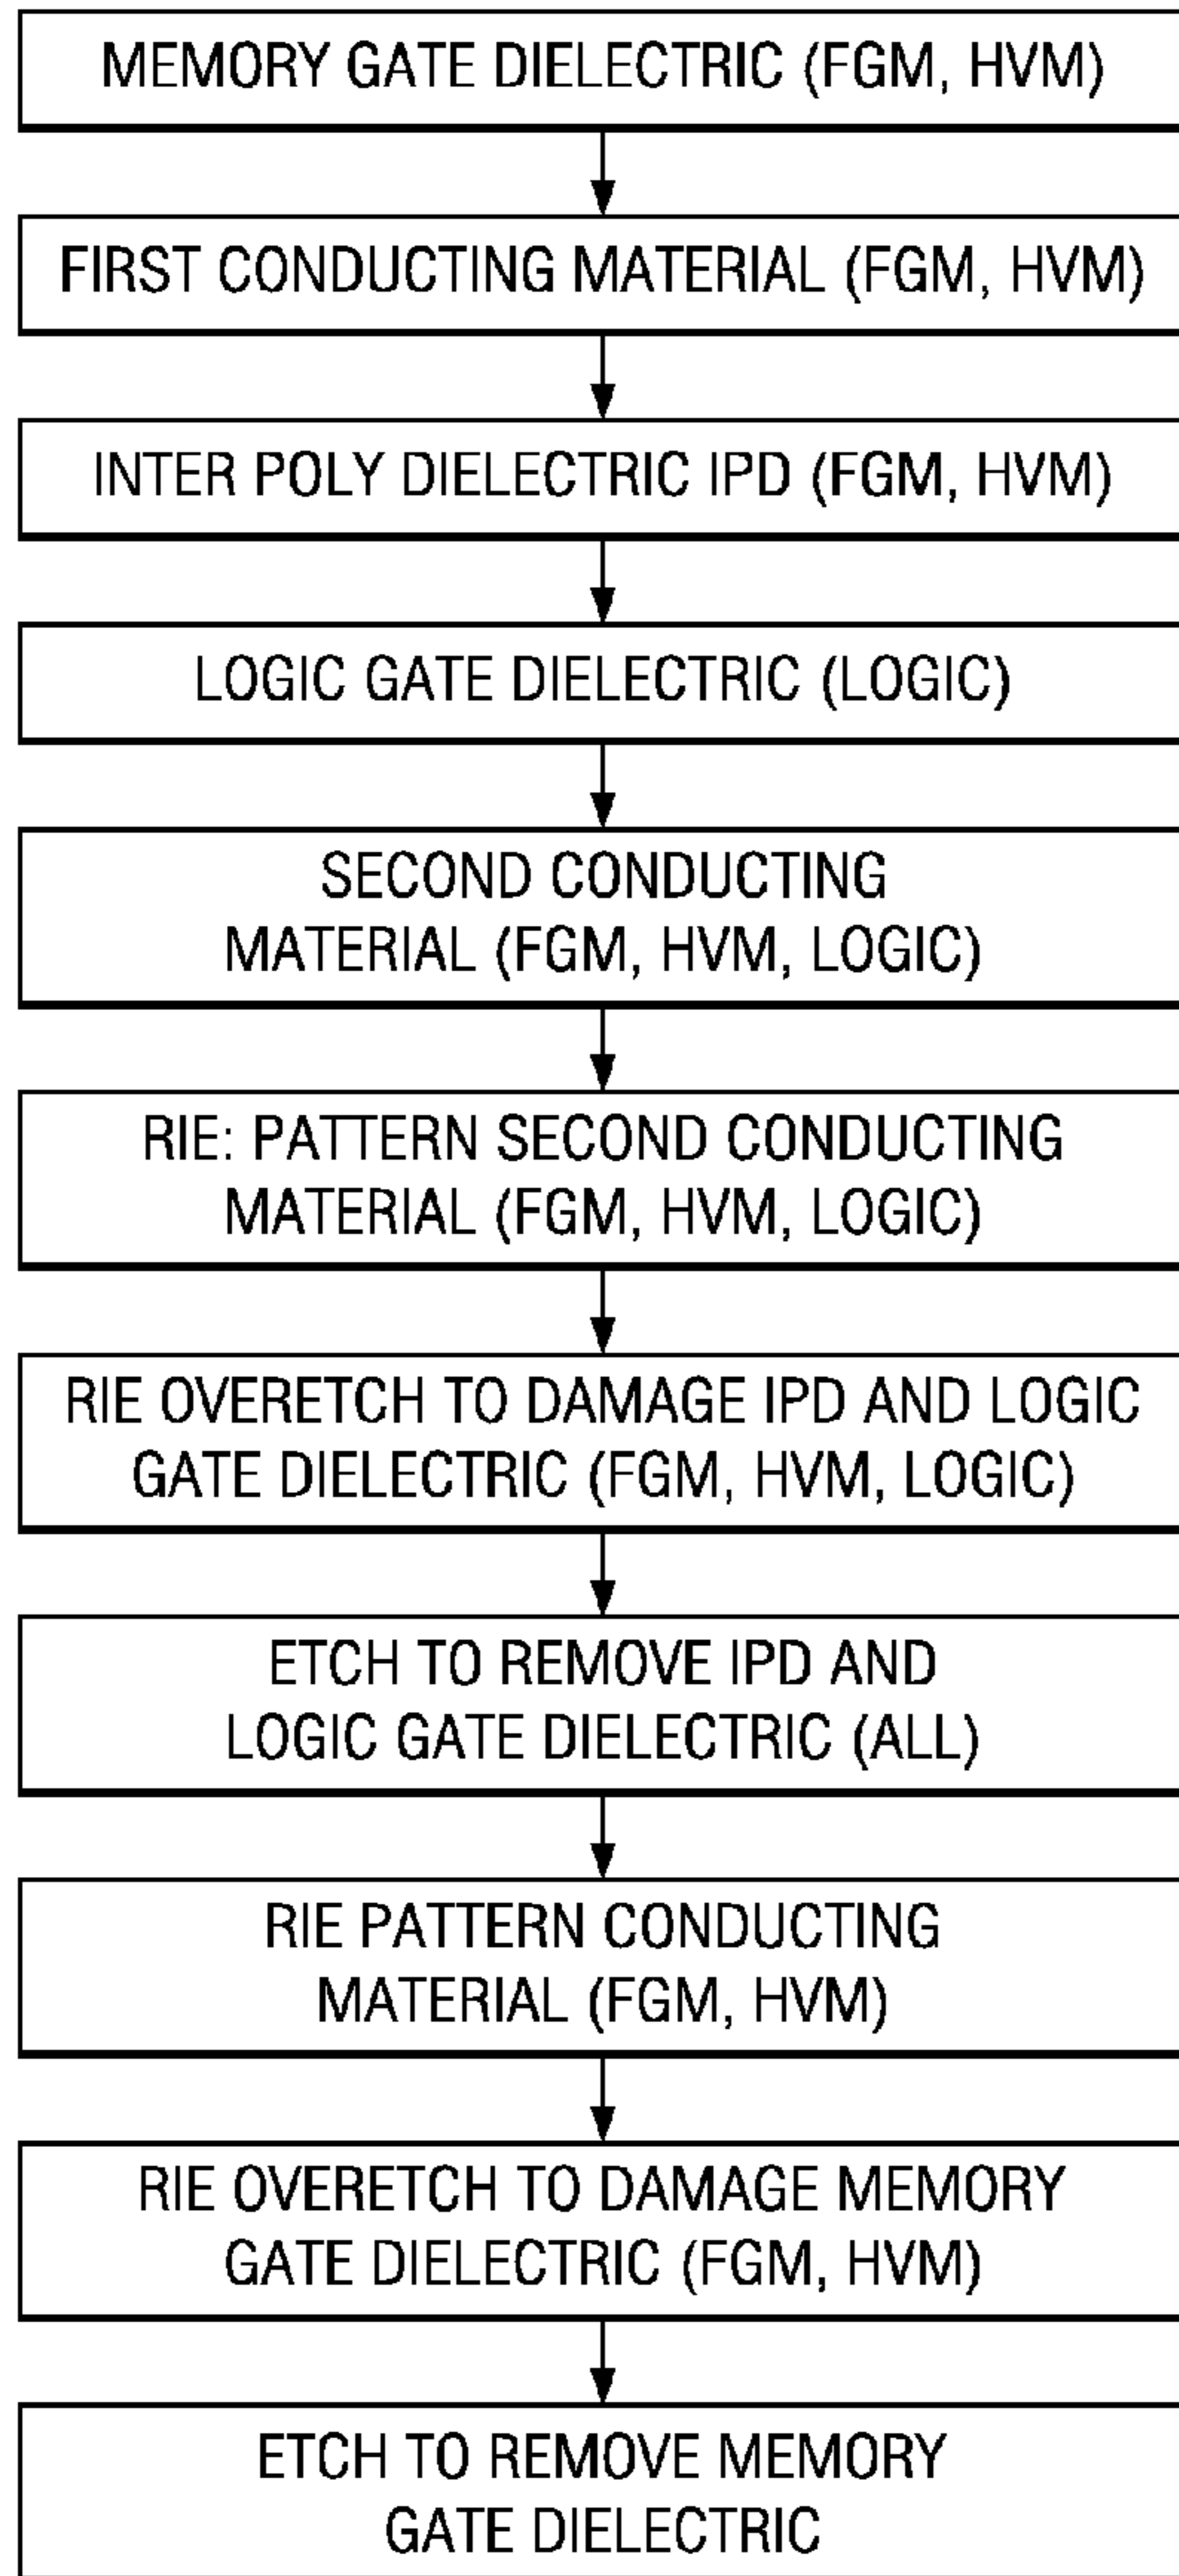 MEMORY GATE DIELECTRIC (FGM, HVM)
FIRST CONDUCTING MATERIAL (FGM, HVM)
INTER POLY DIELECTRIC IPD (FGM, HVM)
LOGIC GATE DIELECTRIC (LOGIC)
SECOND CONDUCTING
MATERIAL (FGM, HVM, LOGIC)
RIE: PATTERN SECOND CONDUCTING
MATERIAL (FGM, HVM, LOGIC)
RIE OVERETCH TO DAMAGE IPD AND LOGIC
GATE DIELECTRIC (FGM, HVM, LOGIC)
ETCH TO REMOVE IPD AND
LOGIC GATE DIELECTRIC (ALL)
RIE PATTERN CONDUCTING
MATERIAL (FGM, HVM)
RIE OVERETCH TO DAMAGE MEMORY
GATE DIELECTRIC (FGM, HVM)
ETCH TO REMOVE MEMORY
GATE DIELECTRIC